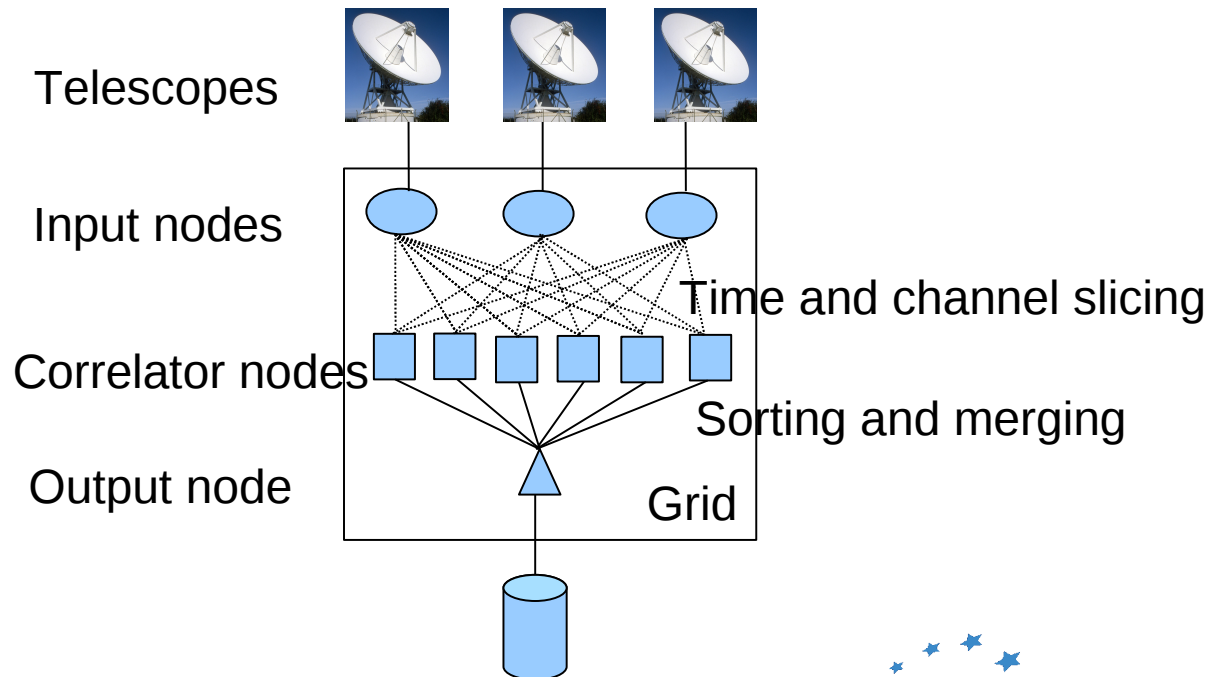 Telescopes
Input nodes
Time and channel slicing
Correlator nodes
Sorting and merging
Output node
Grid